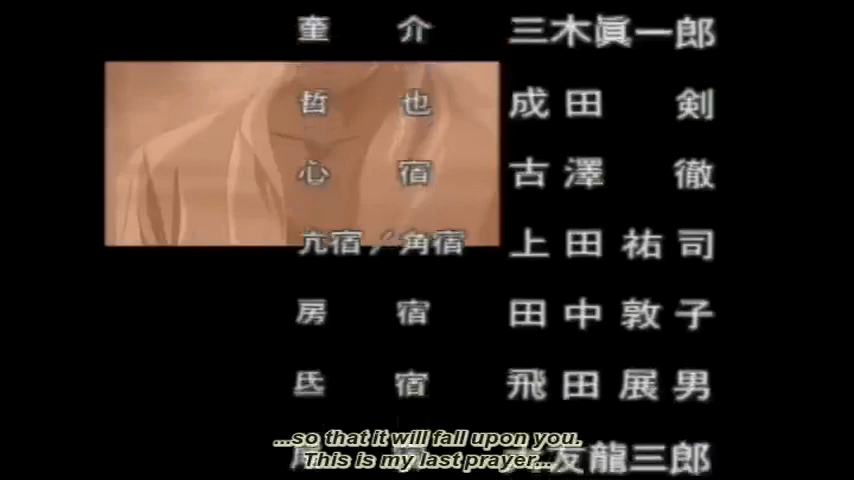 奎介 三木眞一郎
哲也 成田剣
心宿 古澤徹
亢宿／角宿 上田祐司
房宿 田中敦子
氐宿 飛田展男
友龍三郎
...so that it will fall upon you.
This is my last prayer...